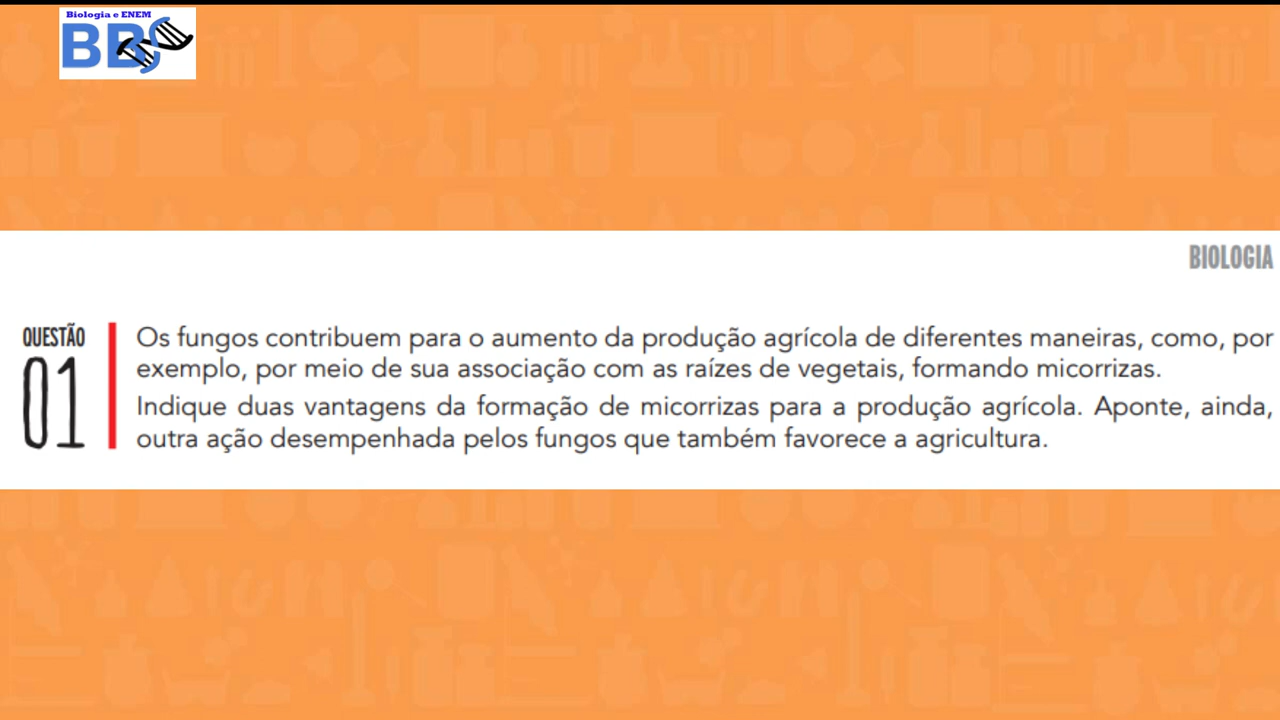 Biologia e ENEM
BBS
BIOLOGIA
QUESTÃO
01
Os fungos contribuem para o aumento da produção agrícola de diferentes maneiras, como, por
exemplo, por meio de sua associação com as raízes de vegetais, formando micorrizas.
Indique duas vantagens da formação de micorrizas para a produção agrícola. Aponte, ainda,
outra ação desempenhada pelos fungos que também favorece a agricultura.